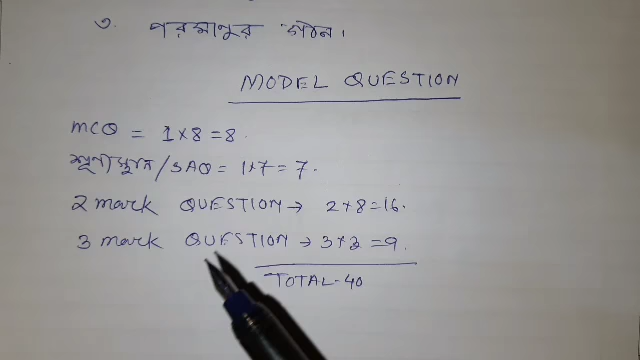 ৩. পরমাণুর গঠন।
MODEL QUESTION
MCQ = 1×8=8.
শূন্যস্থান/SAQ = 1×7=7.
2 mark QUESTION → 2×8=16.
3 mark QUESTION → 3×3=9.
TOTAL-40